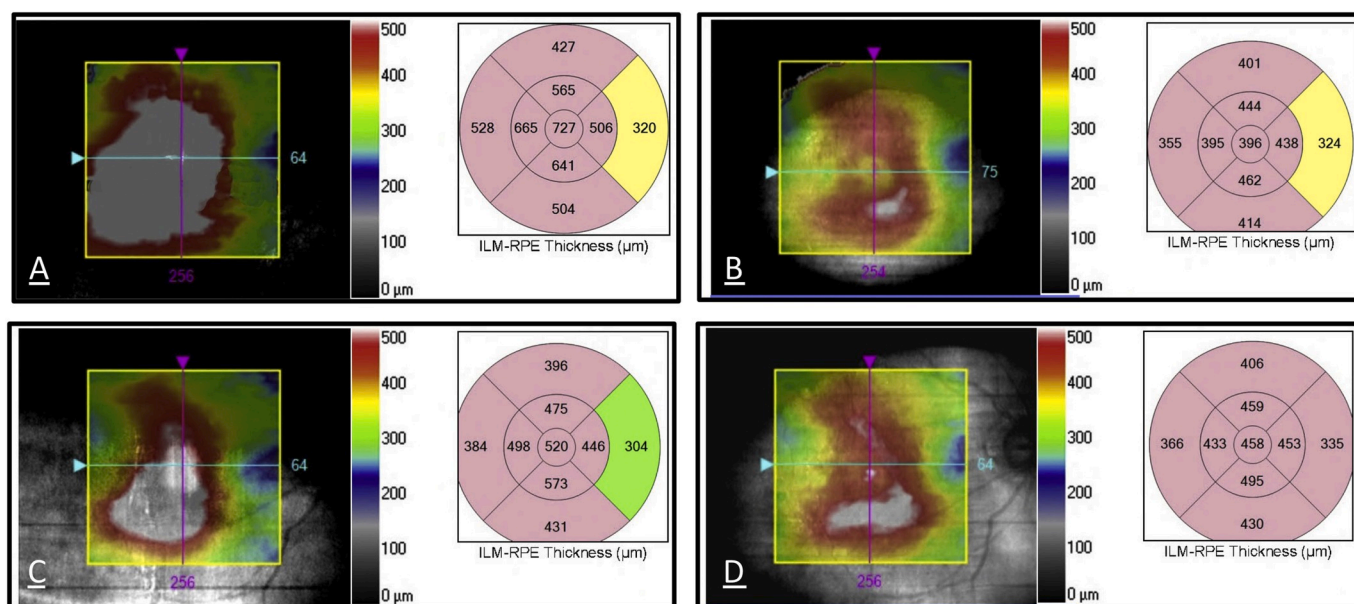 500
400
300
200
100
0 µm
64
256
A
427
565
528 665 727 506 320
641
504
ILM-RPE Thickness (µm)
500
400
300
200
100
0 µm
75
254
B
401
444
355 395 396 438 324
462
414
ILM-RPE Thickness (µm)
500
400
300
200
100
0 µm
64
256
C
396
475
384 498 520 446 304
573
431
ILM-RPE Thickness (µm)
500
400
300
200
100
0 µm
64
256
D
406
459
366 433 458 453 335
495
430
ILM-RPE Thickness (µm)